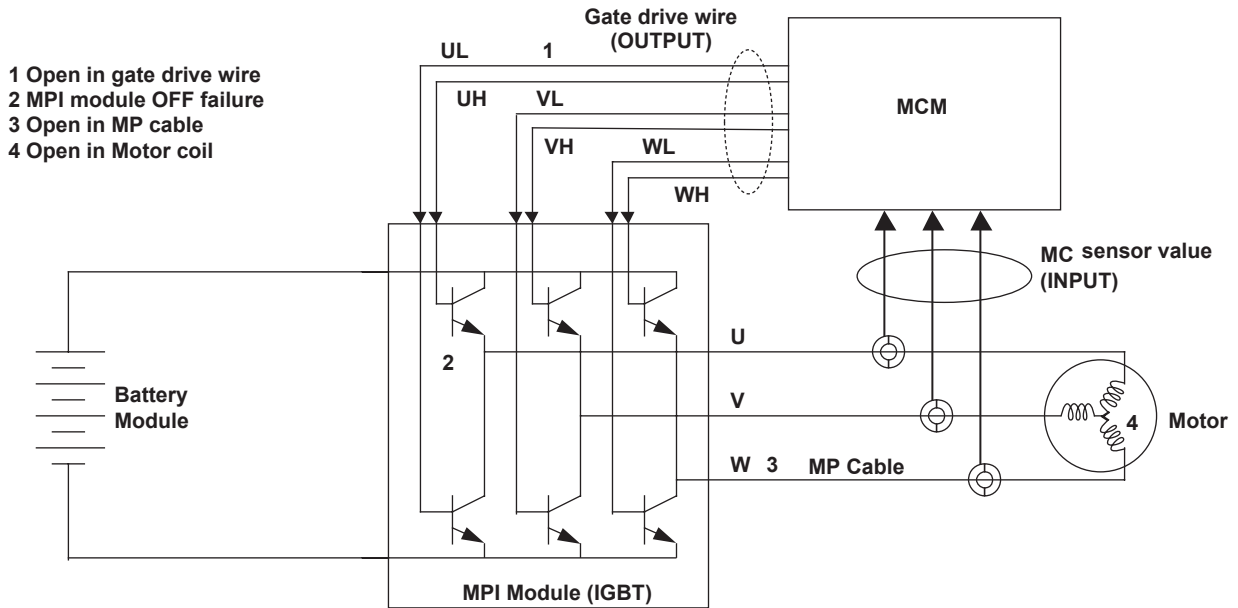 Gate drive wire
(OUTPUT)
1 Open in gate drive wire
2 MPI module OFF failure
3 Open in MP cable
4 Open in Motor coil
UL 1
UH VL
VH WL
WH
MCM
MC sensor value
(INPUT)
2
U
V
W 3 MP Cable
Battery
Module
4 Motor
MPI Module (IGBT)